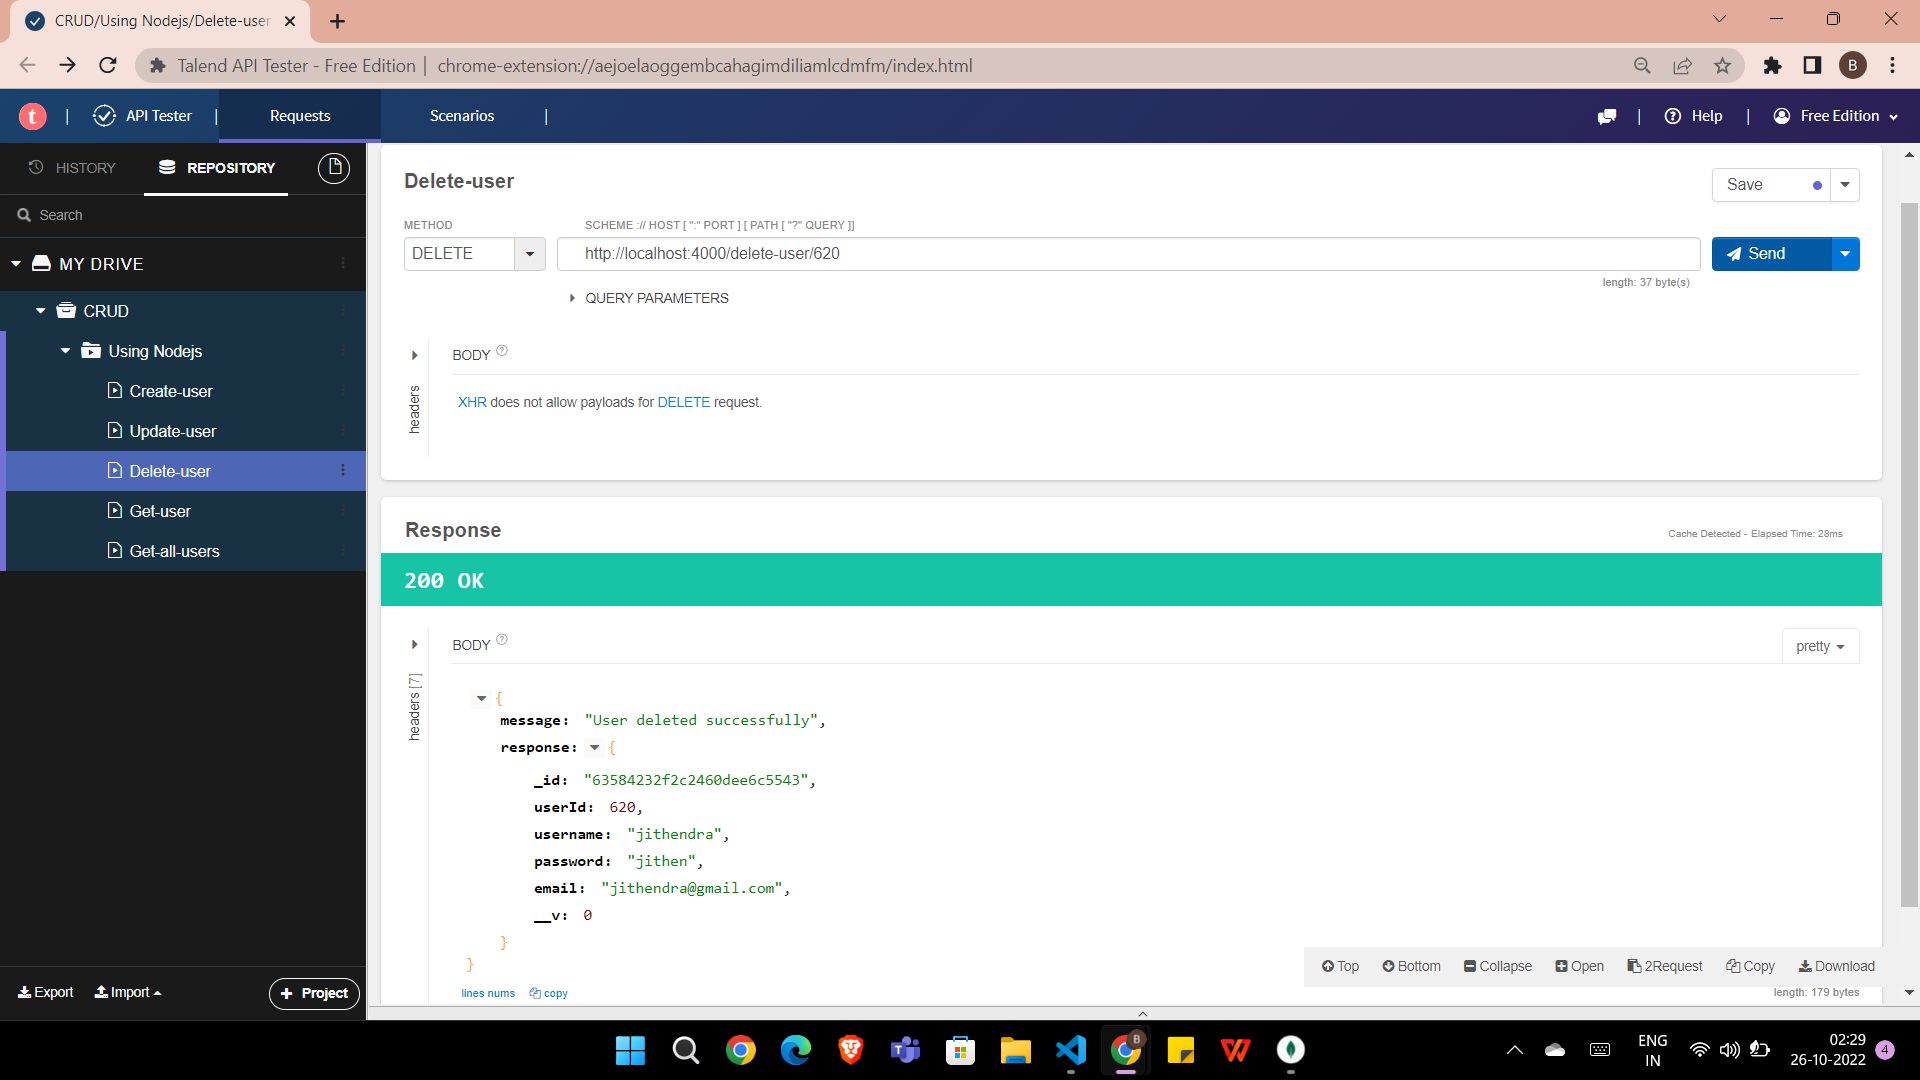 CRUD/Using Nodejs/Delete-user
Talend API Tester - Free Edition | chrome-extension://aejoelaoggembcahagimdiliamlcdmfm/index.html
B
t | API Tester | Requests Scenarios |
| Help | Free Edition
HISTORY REPOSITORY
Search
MY DRIVE
CRUD
Using Nodejs
Create-user
Update-user
Delete-user
Get-user
Get-all-users
Export Import + Project
Delete-user
Save
METHOD SCHEME :// HOST [ ":" PORT ] [ PATH [ "?" QUERY ]]
DELETE http://localhost:4000/delete-user/620 Send
length: 37 byte(s)
QUERY PARAMETERS
headers
BODY ?
XHR does not allow payloads for DELETE request.
Response
Cache Detected - Elapsed Time: 28ms
200 OK
headers [7]
BODY ?
pretty
{
message: "User deleted successfully",
response: {
_id: "63584232f2c2460dee6c5543",
userId: 620,
username: "jithendra",
password: "jithen",
email: "jithendra@gmail.com",
__v: 0
}
}
Top Bottom Collapse Open 2Request Copy Download
lines nums copy
length: 179 bytes
B
ENG
IN
02:29
26-10-2022
4